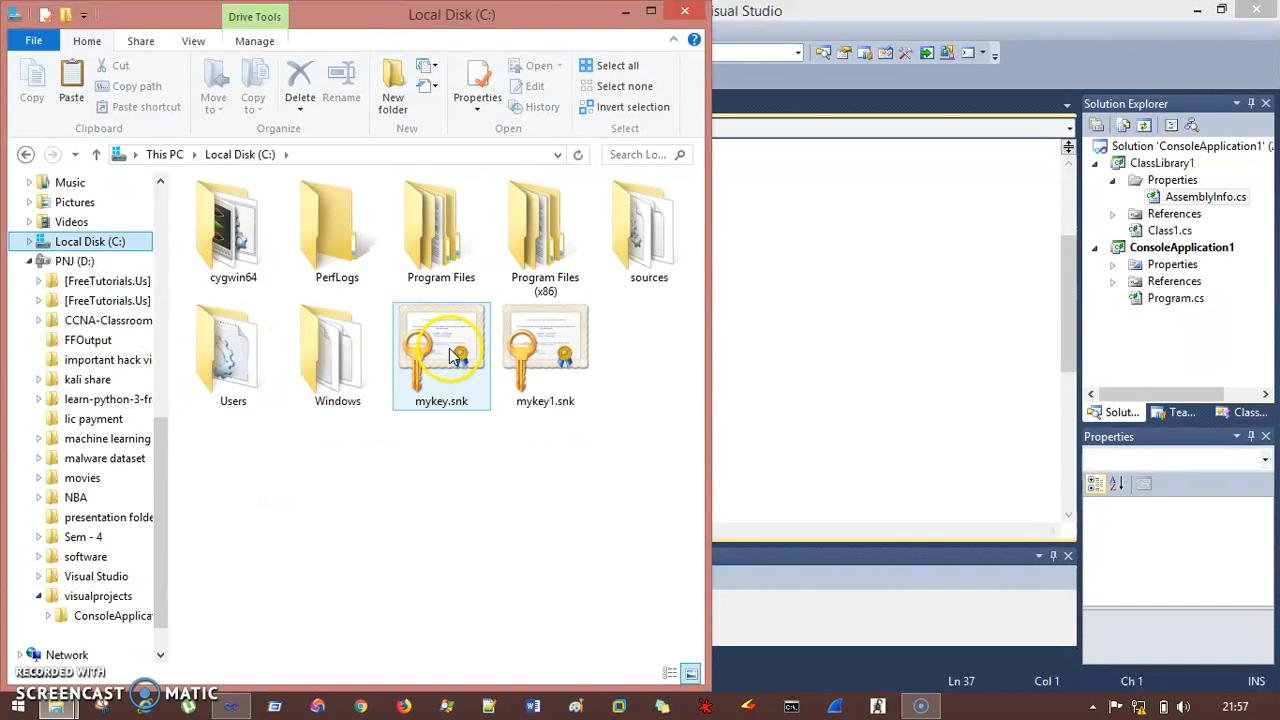 Drive Tools
Local Disk (C:)
isual Studio
File
Home
Share
View
Manage
Copy
Paste
Cut
Copy path
Paste shortcut
Clipboard
Move to
Copy to
Delete
Rename
Organize
New folder
New
Properties
Open
Edit
History
Open
Select all
Select none
Invert selection
Select
This PC
Local Disk (C:)
Search Lo...
Music
Pictures
Videos
Local Disk (C:)
PNJ (D:)
[FreeTutorials.Us]
[FreeTutorials.Us]
CCNA-Classroom
FFOutput
important hack vi
kali share
learn-python-3-fr
lic payment
machine learning
malware dataset
movies
NBA
presentation folde
Sem - 4
software
Visual Studio
visualprojects
ConsoleApplica
Network
cygwin64
PerfLogs
Program Files
Program Files (x86)
sources
Users
Windows
mykey.snk
mykey1.snk
Solution Explorer
Solution 'ConsoleApplication1' (
ClassLibrary1
Properties
AssemblyInfo.cs
References
Class1.cs
ConsoleApplication1
Properties
References
Program.cs
Solut...
Tea...
Class...
Properties
Ln 37
Col 1
Ch 1
INS
RECORDED WITH
SCREENCAST MATIC
21:57